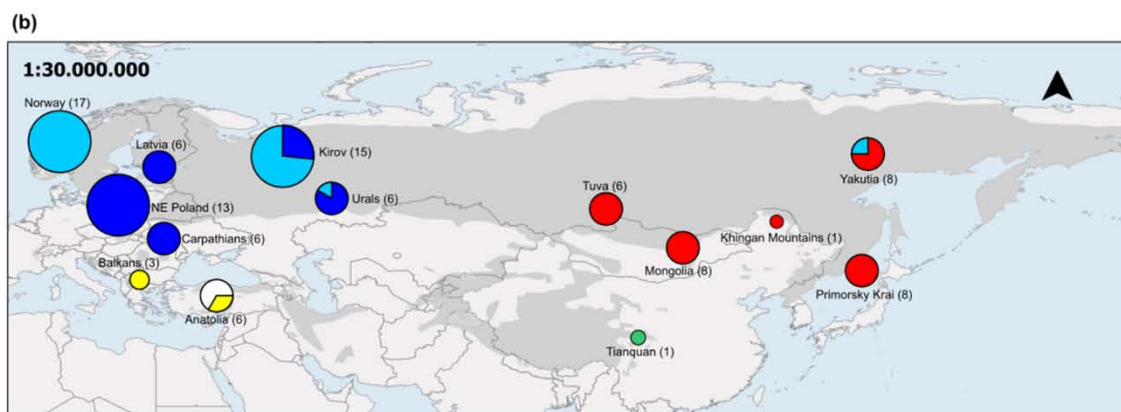 (b)
1:30.000.000
Norway (17)
Latvia (6)
Kirov (15)
Yakutia (8)
Tuva (6)
Urals (6)
NE Poland (13)
Khingan Mountains (1)
Carpathians (6)
Balkans (3)
Mongolia (8)
Primorsky Krai (8)
Anatolia (6)
Tianquan (1)